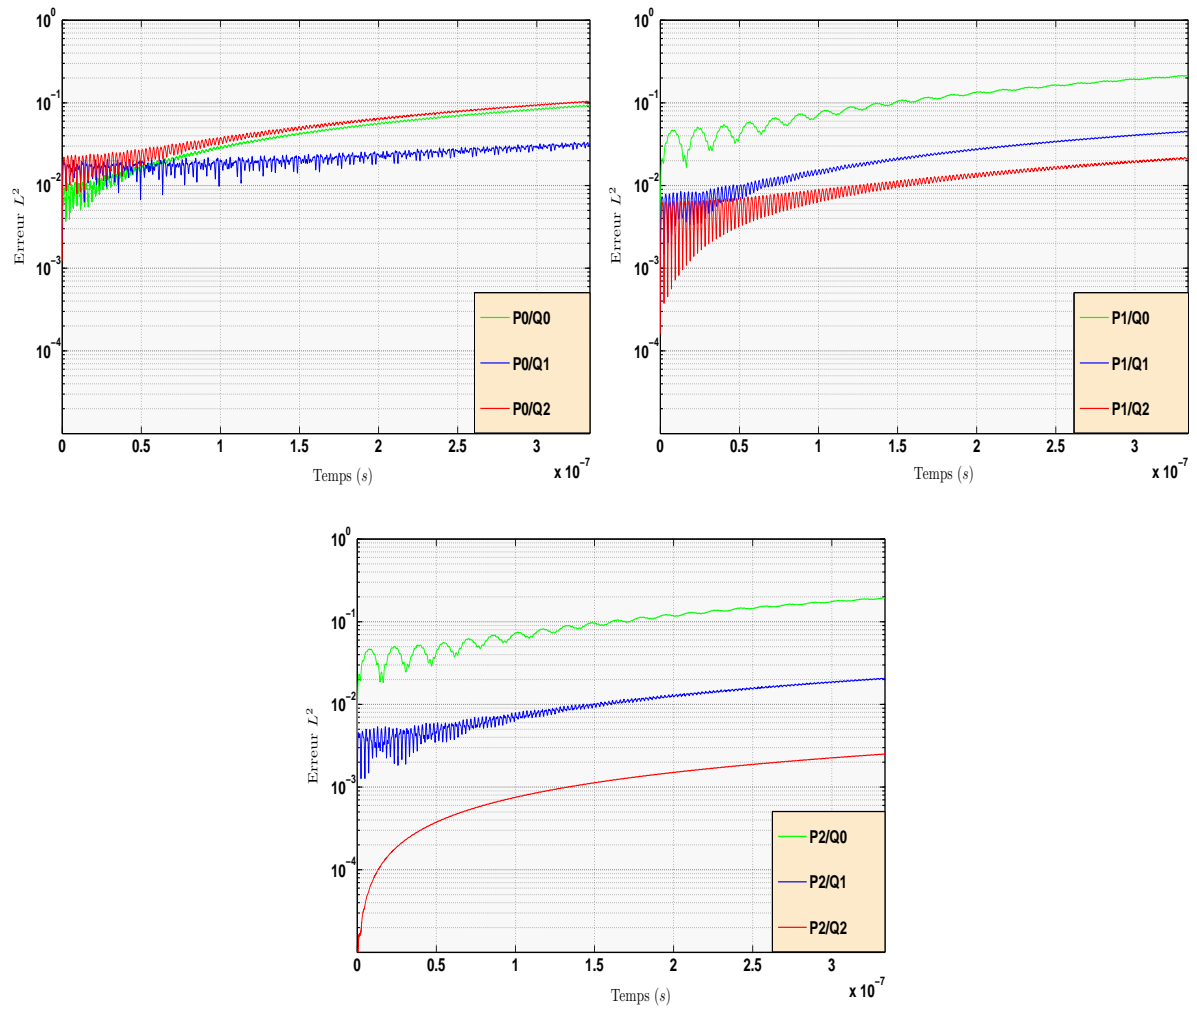 10^0
10^-1
10^-2
10^-3
10^-4
Erreur L^2
P0/Q0
P0/Q1
P0/Q2
0 0.5 1 1.5 2 2.5 3
x 10^-7
Temps (s)
10^0
10^-1
10^-2
10^-3
10^-4
Erreur L^2
P1/Q0
P1/Q1
P1/Q2
0 0.5 1 1.5 2 2.5 3
x 10^-7
Temps (s)
10^0
10^-1
10^-2
10^-3
10^-4
Erreur L^2
P2/Q0
P2/Q1
P2/Q2
0 0.5 1 1.5 2 2.5 3
x 10^-7
Temps (s)